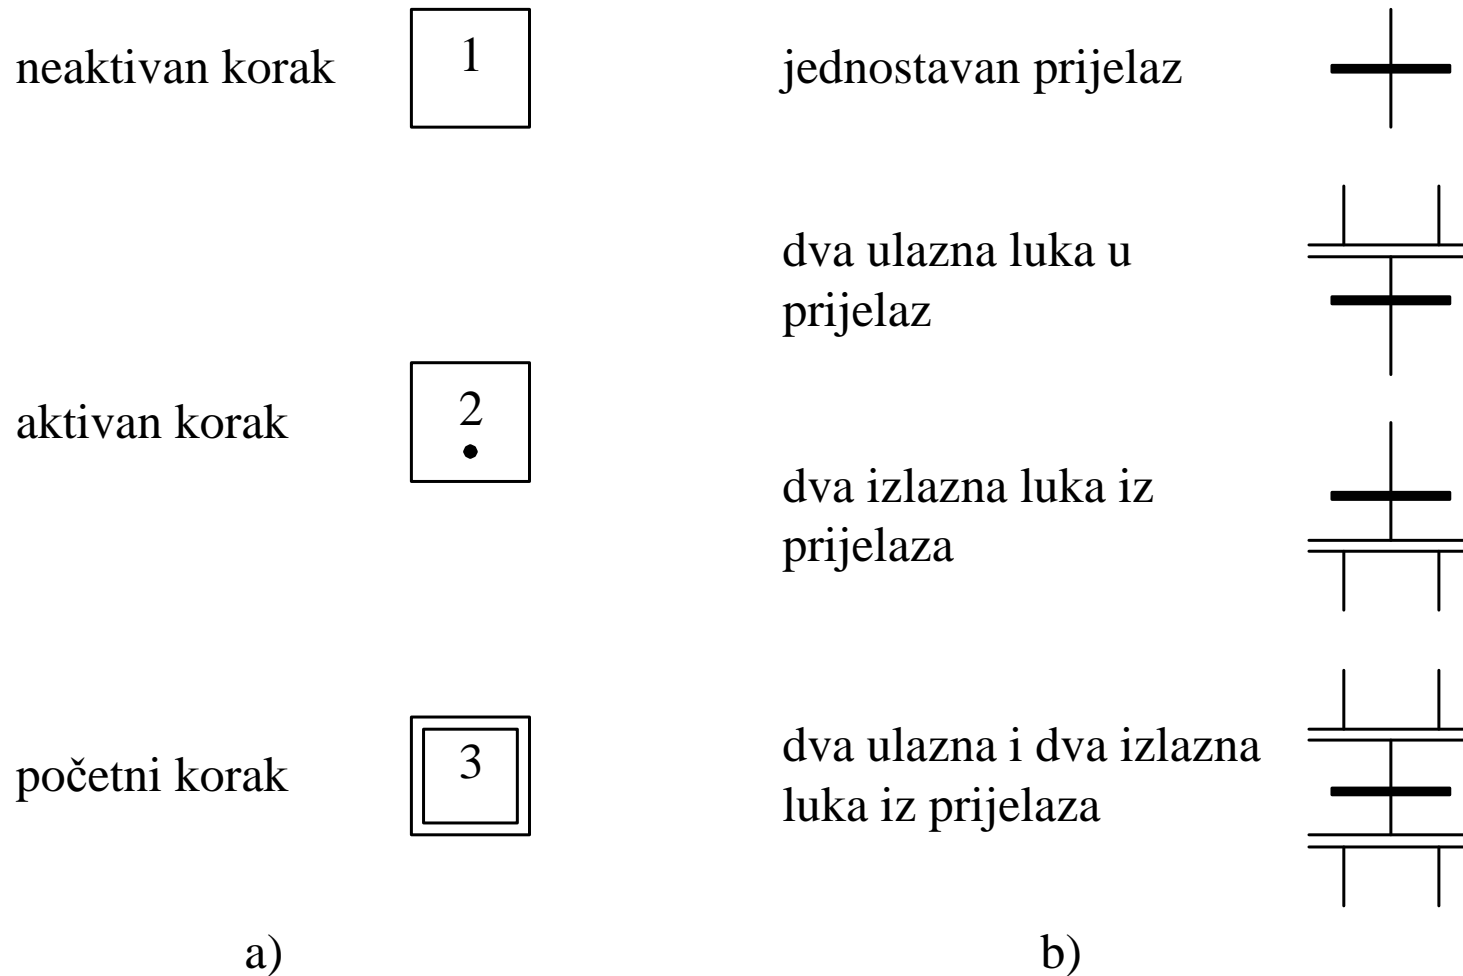 neaktivan korak
1
aktivan korak
2
početni korak
3
a)
jednostavan prijelaz
dva ulazna luka u
prijelaz
dva izlazna luka iz
prijelaza
dva ulazna i dva izlazna
luka iz prijelaza
b)